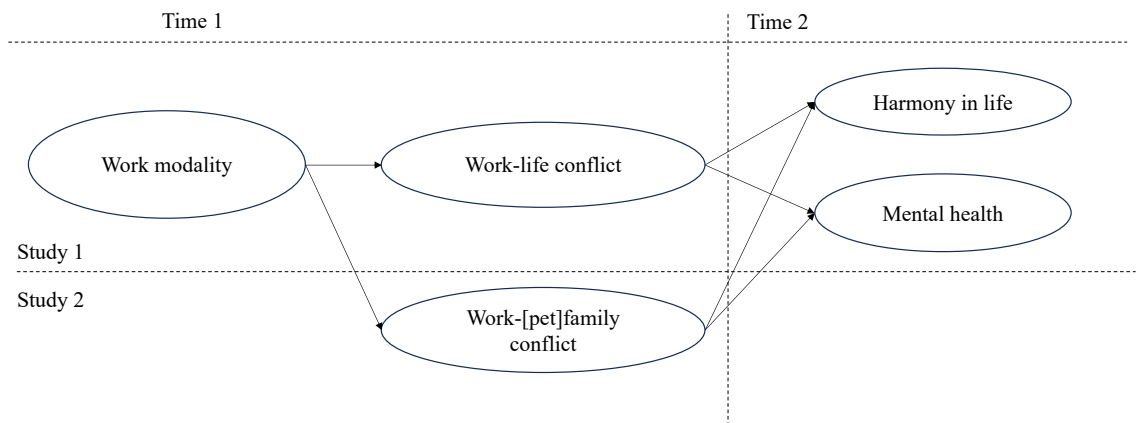 Time 1
Time 2
Harmony in life
Work modality
Work-life conflict
Mental health
Study 1
Study 2
Work-[pet]family
conflict